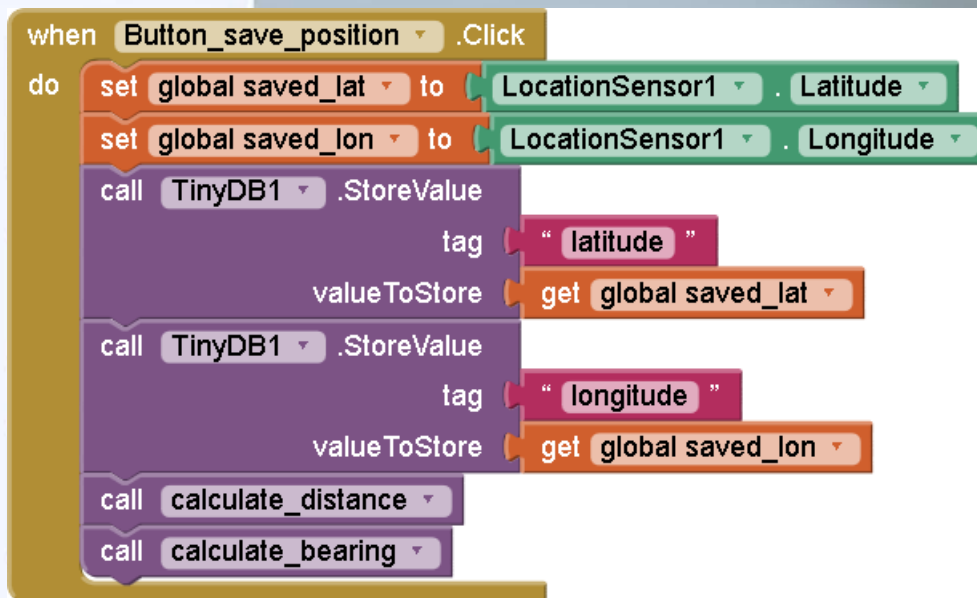 when Button_save_position .Click
do set global saved_lat to LocationSensor1 . Latitude
set global saved_lon to LocationSensor1 . Longitude
call TinyDB1 .StoreValue
tag " latitude "
valueToStore get global saved_lat
call TinyDB1 .StoreValue
tag " longitude "
valueToStore get global saved_lon
call calculate_distance
call calculate_bearing